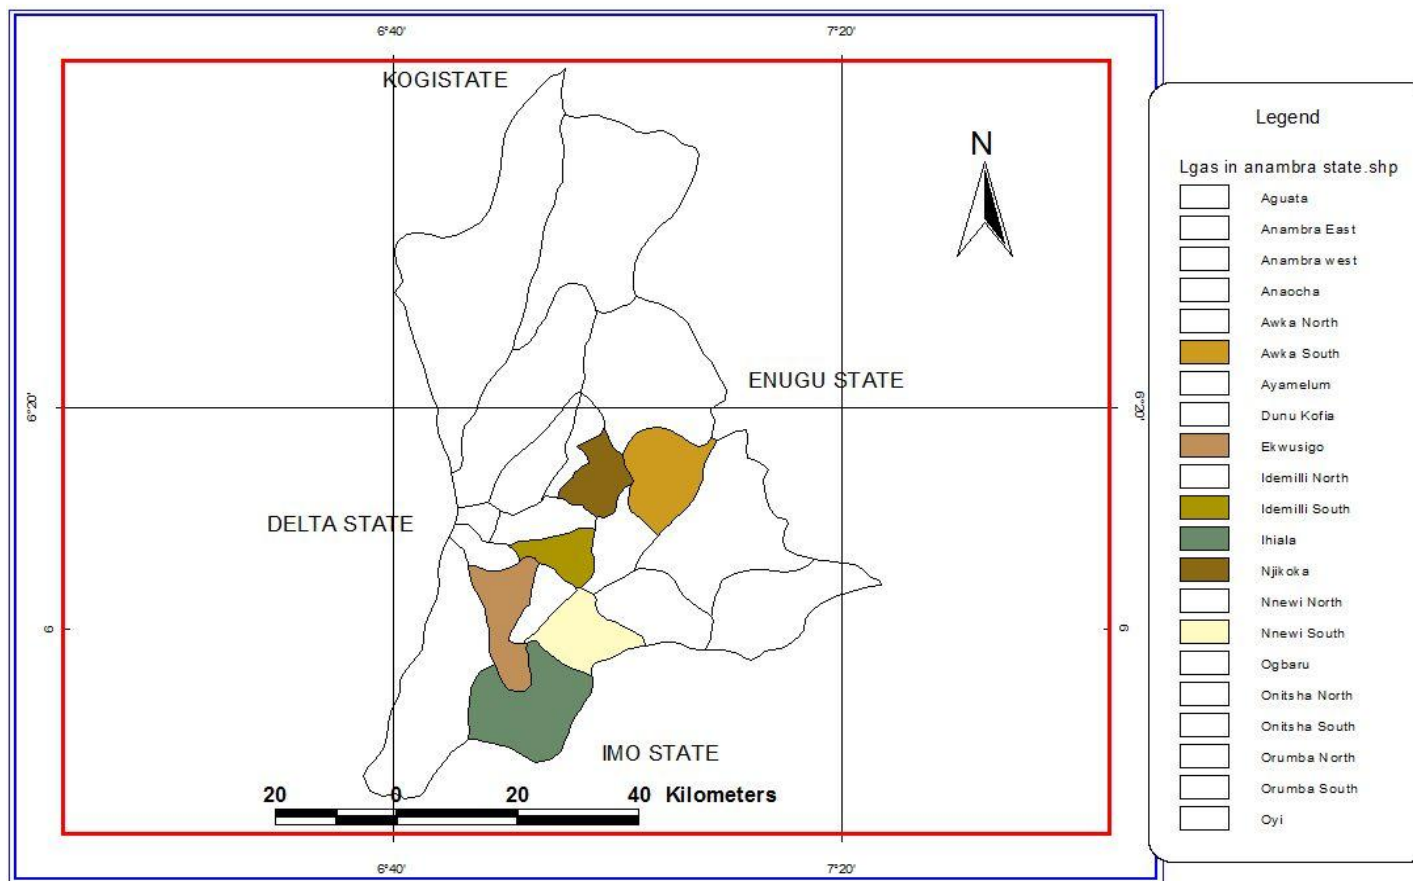 6°40'
7°20'
KOGISTATE
N
ENUGU STATE
6°20'
6°20'
DELTA STATE
6
6
IMO STATE
20 0 20 40 Kilometers
6°40'
7°20'
Legend
Lgas in anambra state.shp
Aguata
Anambra East
Anambra west
Anaocha
Awka North
Awka South
Ayamelum
Dunu Kofia
Ekwusigo
Idemilli North
Idemilli South
Ihiala
Njikoka
Nnewi North
Nnewi South
Ogbaru
Onitsha North
Onitsha South
Orumba North
Orumba South
Oyi